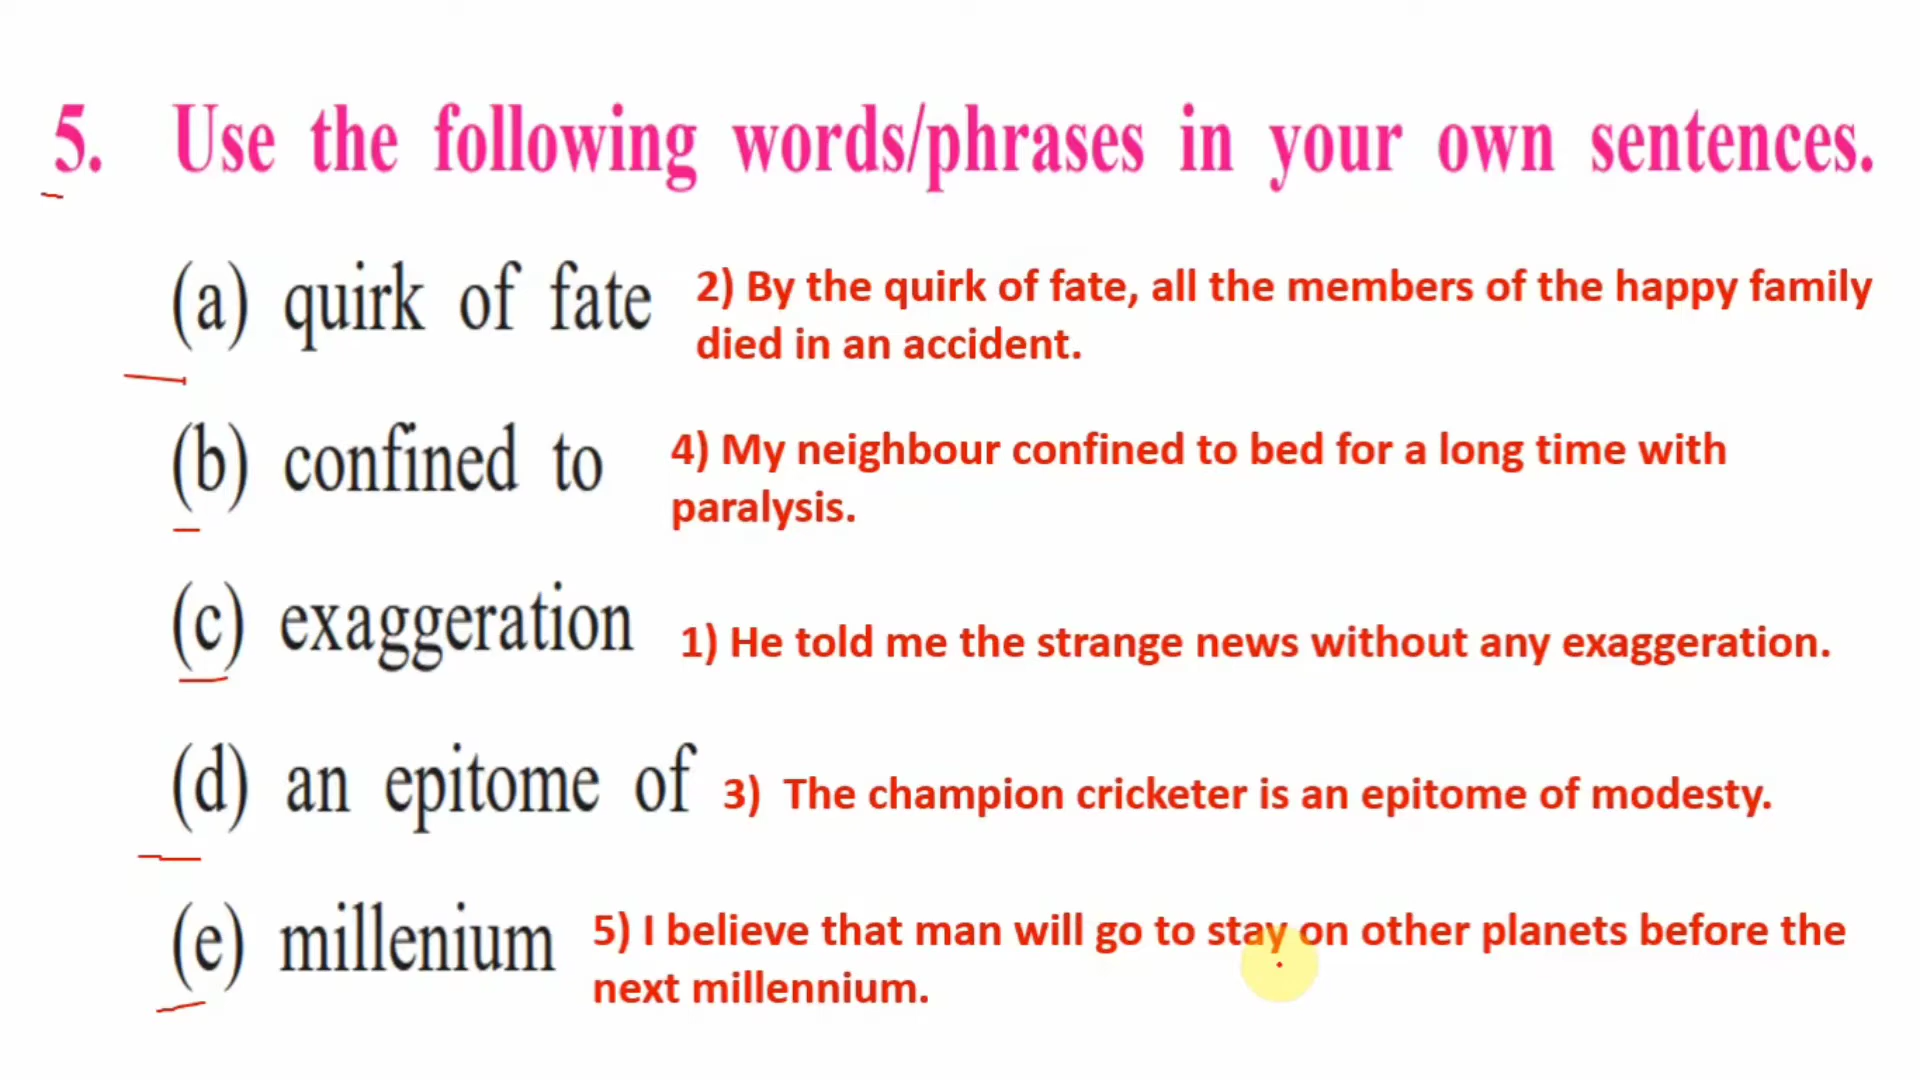 5. Use the following words/phrases in your own sentences.
(a) quirk of fate 2) By the quirk of fate, all the members of the happy family
died in an accident.
(b) confined to 4) My neighbour confined to bed for a long time with
paralysis.
(c) exaggeration 1) He told me the strange news without any exaggeration.
(d) an epitome of 3) The champion cricketer is an epitome of modesty.
(e) millenium 5) I believe that man will go to stay on other planets before the
next millennium.